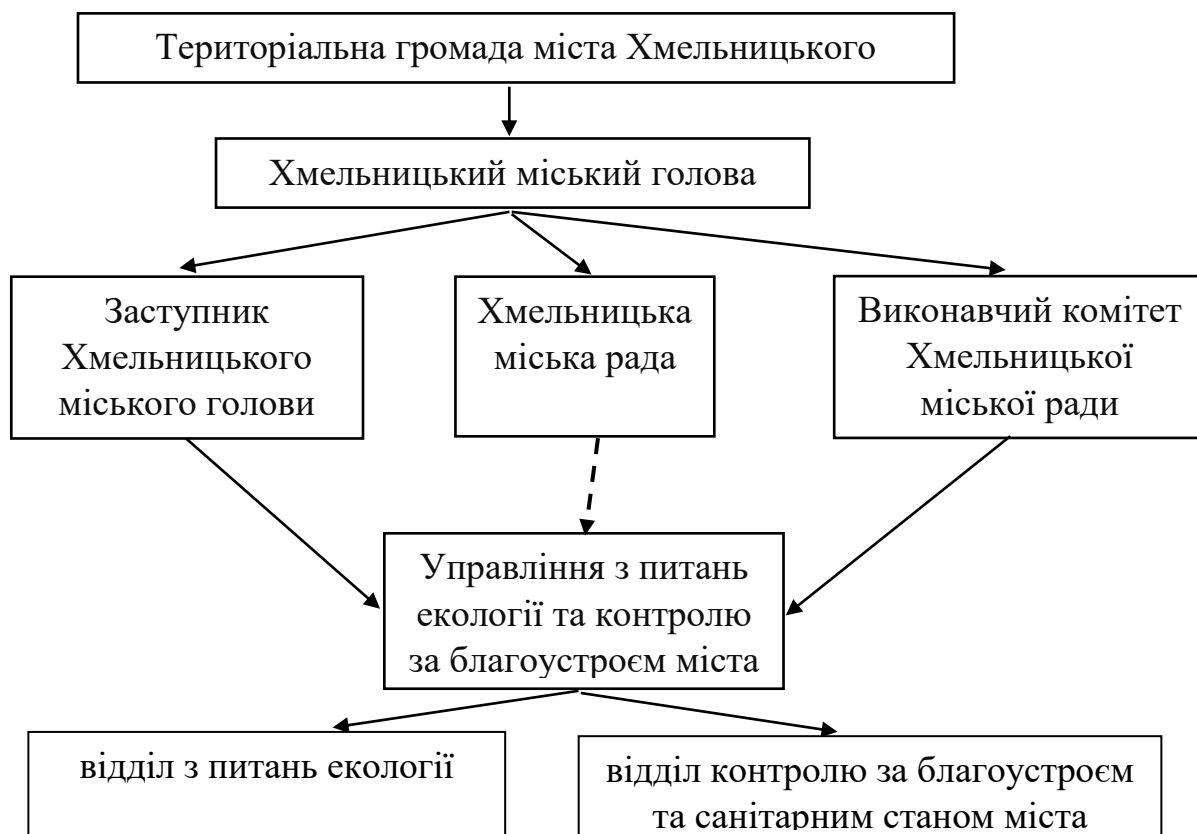 Територіальна громада міста Хмельницького
Хмельницький міський голова
Заступник
Хмельницького
міського голови
Хмельницька
міська рада
Виконавчий комітет
Хмельницької
міської ради
Управління з питань
екології та контролю
за благоустроєм міста
відділ з питань екології
відділ контролю за благоустроєм
та санітарним станом міста